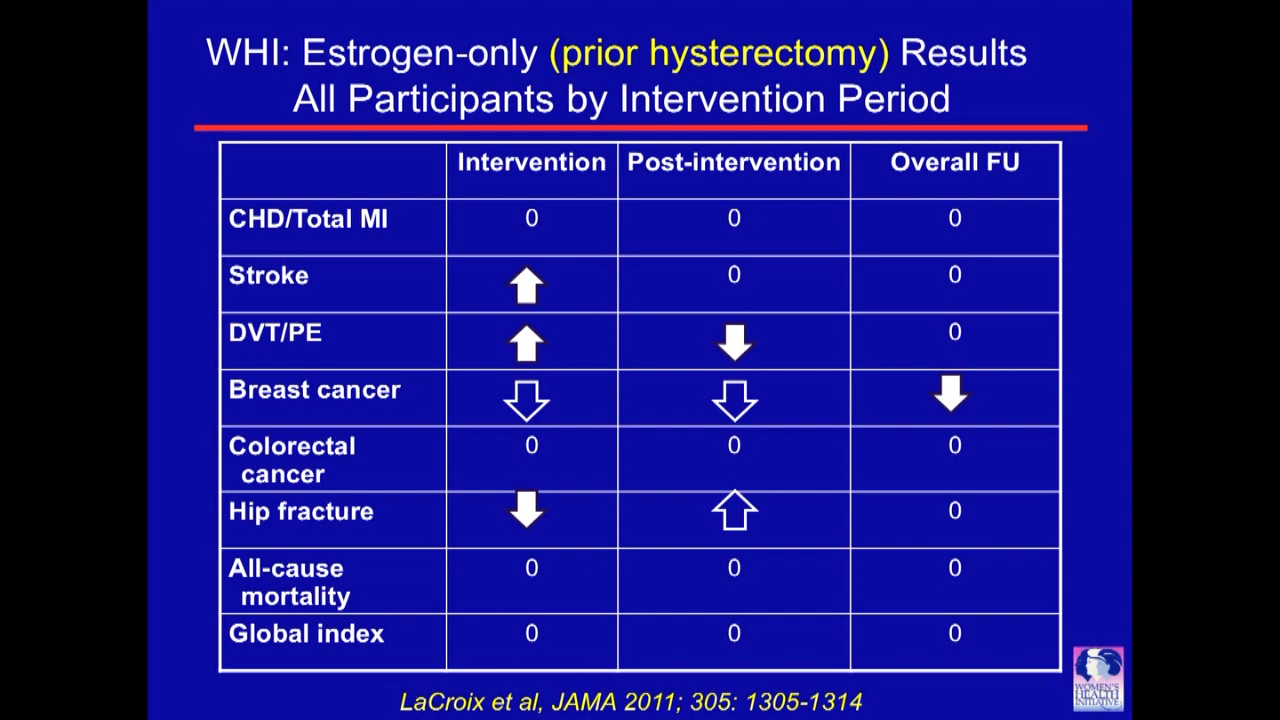 WHI: Estrogen-only (prior hysterectomy) Results
All Participants by Intervention Period
Intervention Post-intervention Overall FU
CHD/Total MI 0 0 0
Stroke 0 0
DVT/PE 0
Breast cancer
Colorectal 0 0 0
cancer
Hip fracture 0
All-cause 0 0 0
mortality
Global index 0 0 0
LaCroix et al, JAMA 2011; 305: 1305-1314
WOMEN'S
HEALTH
INITIATIVE